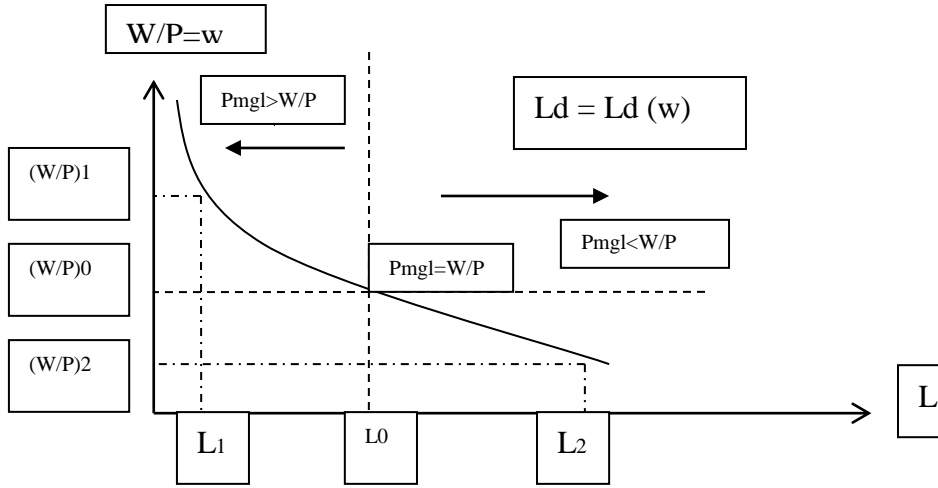 W/P=w
Pmgl>W/P
Ld = Ld (w)
(W/P)1
Pmgl<W/P
(W/P)0
Pmgl=W/P
(W/P)2
L
L1
L0
L2